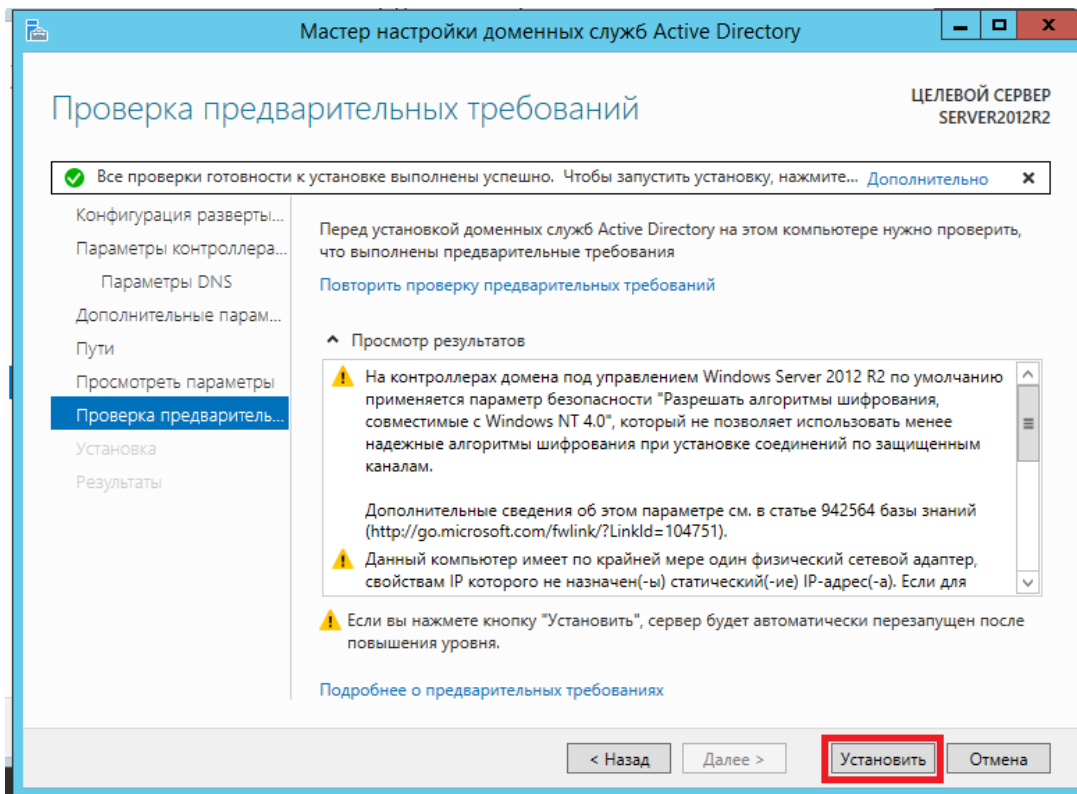 Мастер настройки доменных служб Active Directory
Проверка предварительных требований
ЦЕЛЕВОЙ СЕРВЕР
SERVER2012R2
Все проверки готовности к установке выполнены успешно. Чтобы запустить установку, нажмите... Дополнительно
Конфигурация разверты...
Параметры контроллера...
Параметры DNS
Дополнительные парам...
Пути
Просмотреть параметры
Проверка предваритель...
Установка
Результаты
Перед установкой доменных служб Active Directory на этом компьютере нужно проверить,
что выполнены предварительные требования
Повторить проверку предварительных требований
Просмотр результатов
На контроллерах домена под управлением Windows Server 2012 R2 по умолчанию
применяется параметр безопасности "Разрешать алгоритмы шифрования,
совместимые с Windows NT 4.0", который не позволяет использовать менее
надежные алгоритмы шифрования при установке соединений по защищенным
каналам.
Дополнительные сведения об этом параметре см. в статье 942564 базы знаний
(http://go.microsoft.com/fwlink/?LinkId=104751).
Данный компьютер имеет по крайней мере один физический сетевой адаптер,
свойствам IP которого не назначен(-ы) статический(-ие) IP-адрес(-а). Если для
Если вы нажмете кнопку "Установить", сервер будет автоматически перезапущен после
повышения уровня.
Подробнее о предварительных требованиях
< Назад
Далее >
Установить
Отмена